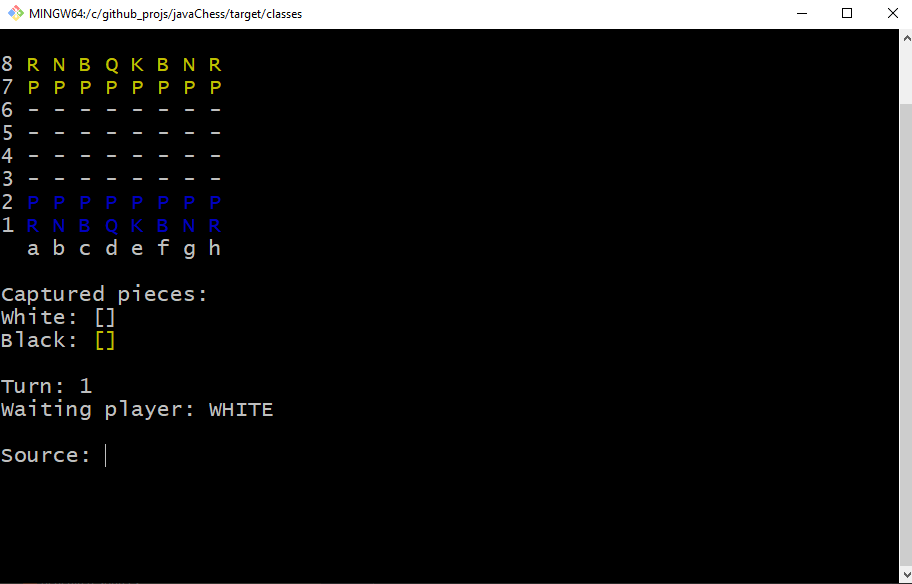 MINGW64:/c/github_projs/javaChess/target/classes
8 R N B Q K B N R
7 P P P P P P P P
6 - - - - - - - -
5 - - - - - - - -
4 - - - - - - - -
3 - - - - - - - -
2 P P P P P P P P
1 R N B Q K B N R
a b c d e f g h
Captured pieces:
White: []
Black: []
Turn: 1
Waiting player: WHITE
Source: